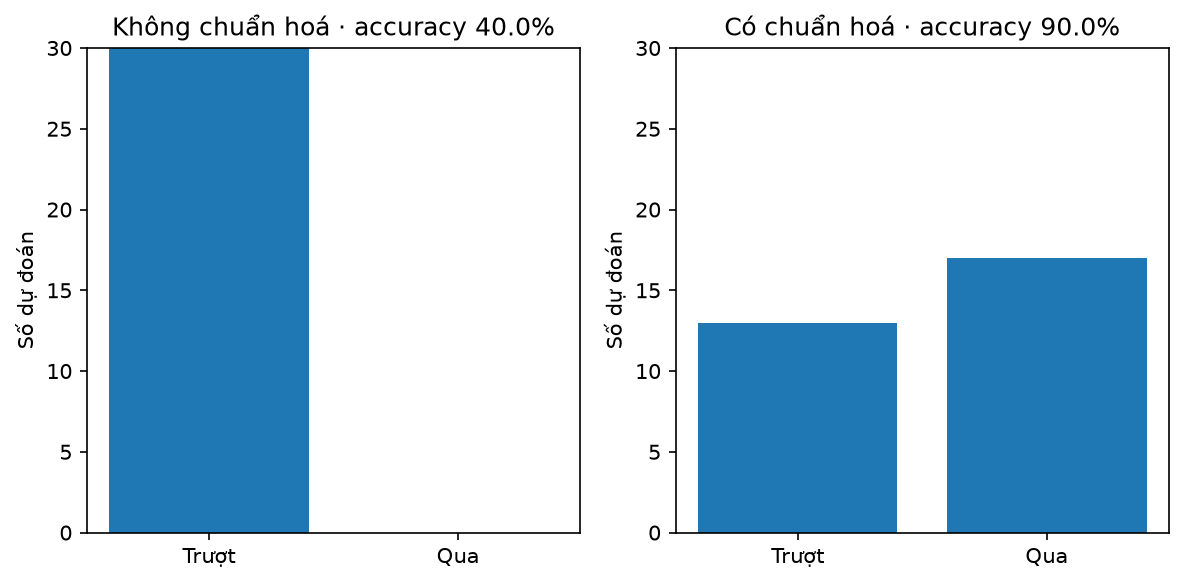 Không chuẩn hoá · accuracy 40.0%
Số dự đoán
30
25
20
15
10
5
0
Trượt
Qua
Có chuẩn hoá · accuracy 90.0%
Số dự đoán
30
25
20
15
10
5
0
Trượt
Qua